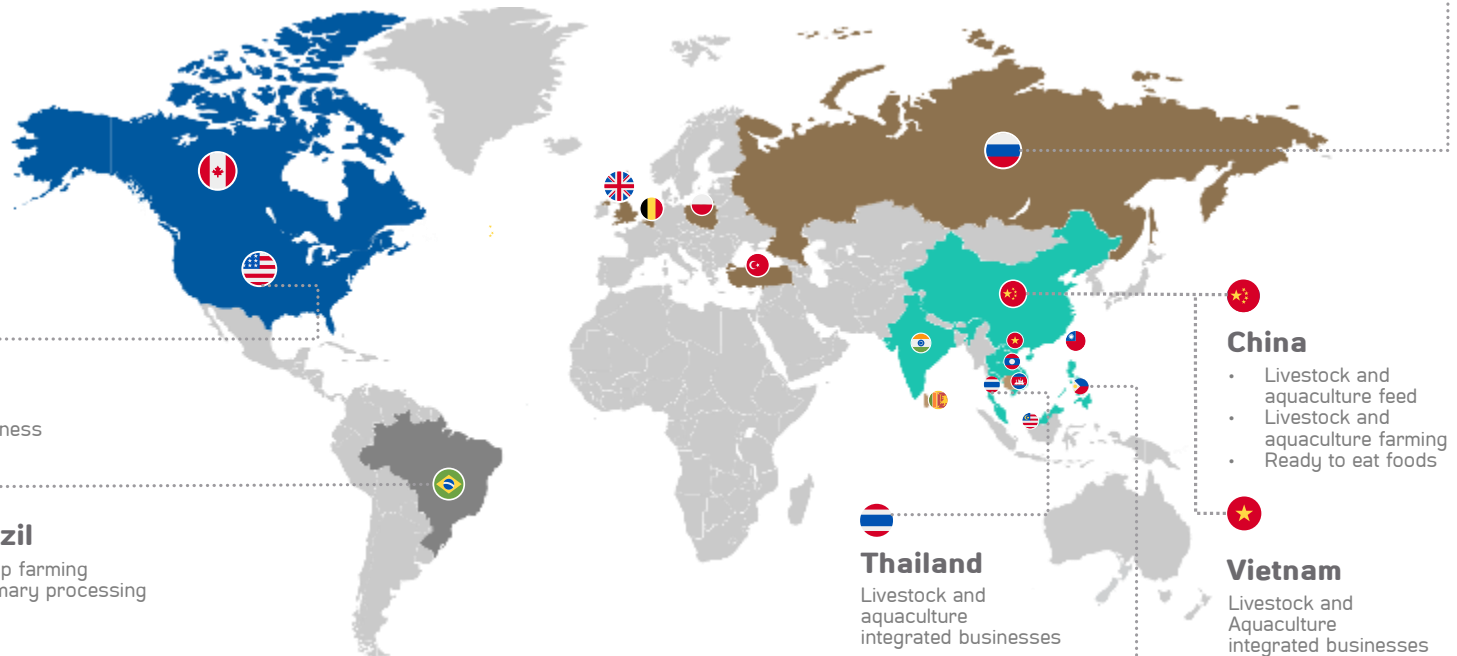 China
• Livestock and
aquaculture feed
• Livestock and
aquaculture farming
• Ready to eat foods
ness
zil
p farming
mary processing
Thailand
Livestock and
aquaculture
integrated businesses
Vietnam
Livestock and
Aquaculture
integrated businesses